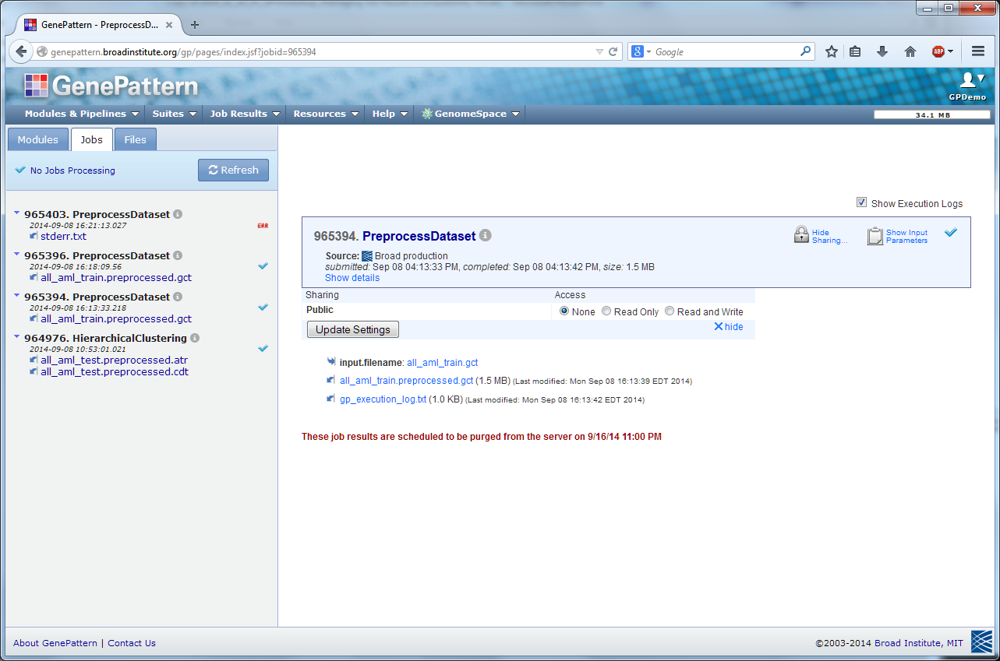 GenePattern - PreprocessD...
genepattern.broadinstitute.org/gp/pages/index.jsf?jobid=965394
8 Google
ABP
GenePattern
GPDemo
Modules & Pipelines Suites Job Results Resources Help GenomeSpace
34.1 MB
Modules Jobs Files
No Jobs Processing Refresh
965403. PreprocessDataset
2014-09-08 16:21:13.027
ERR
stderr.txt
965396. PreprocessDataset
2014-09-08 16:18:09.56
all_aml_train.preprocessed.gct
965394. PreprocessDataset
2014-09-08 16:13:33.218
all_aml_train.preprocessed.gct
964976. HierarchicalClustering
2014-09-08 10:53:01.021
all_aml_test.preprocessed.atr
all_aml_test.preprocessed.cdt
Show Execution Logs
965394. PreprocessDataset
Hide
Sharing...
Show Input
Parameters
Source: Broad production
submitted: Sep 08 04:13:33 PM, completed: Sep 08 04:13:42 PM, size: 1.5 MB
Show details
Sharing Access
Public None Read Only Read and Write
Update Settings hide
input.filename: all_aml_train.gct
all_aml_train.preprocessed.gct (1.5 MB) (Last modified: Mon Sep 08 16:13:39 EDT 2014)
gp_execution_log.txt (1.0 KB) (Last modified: Mon Sep 08 16:13:42 EDT 2014)
These job results are scheduled to be purged from the server on 9/16/14 11:00 PM
About GenePattern | Contact Us
©2003-2014 Broad Institute, MIT